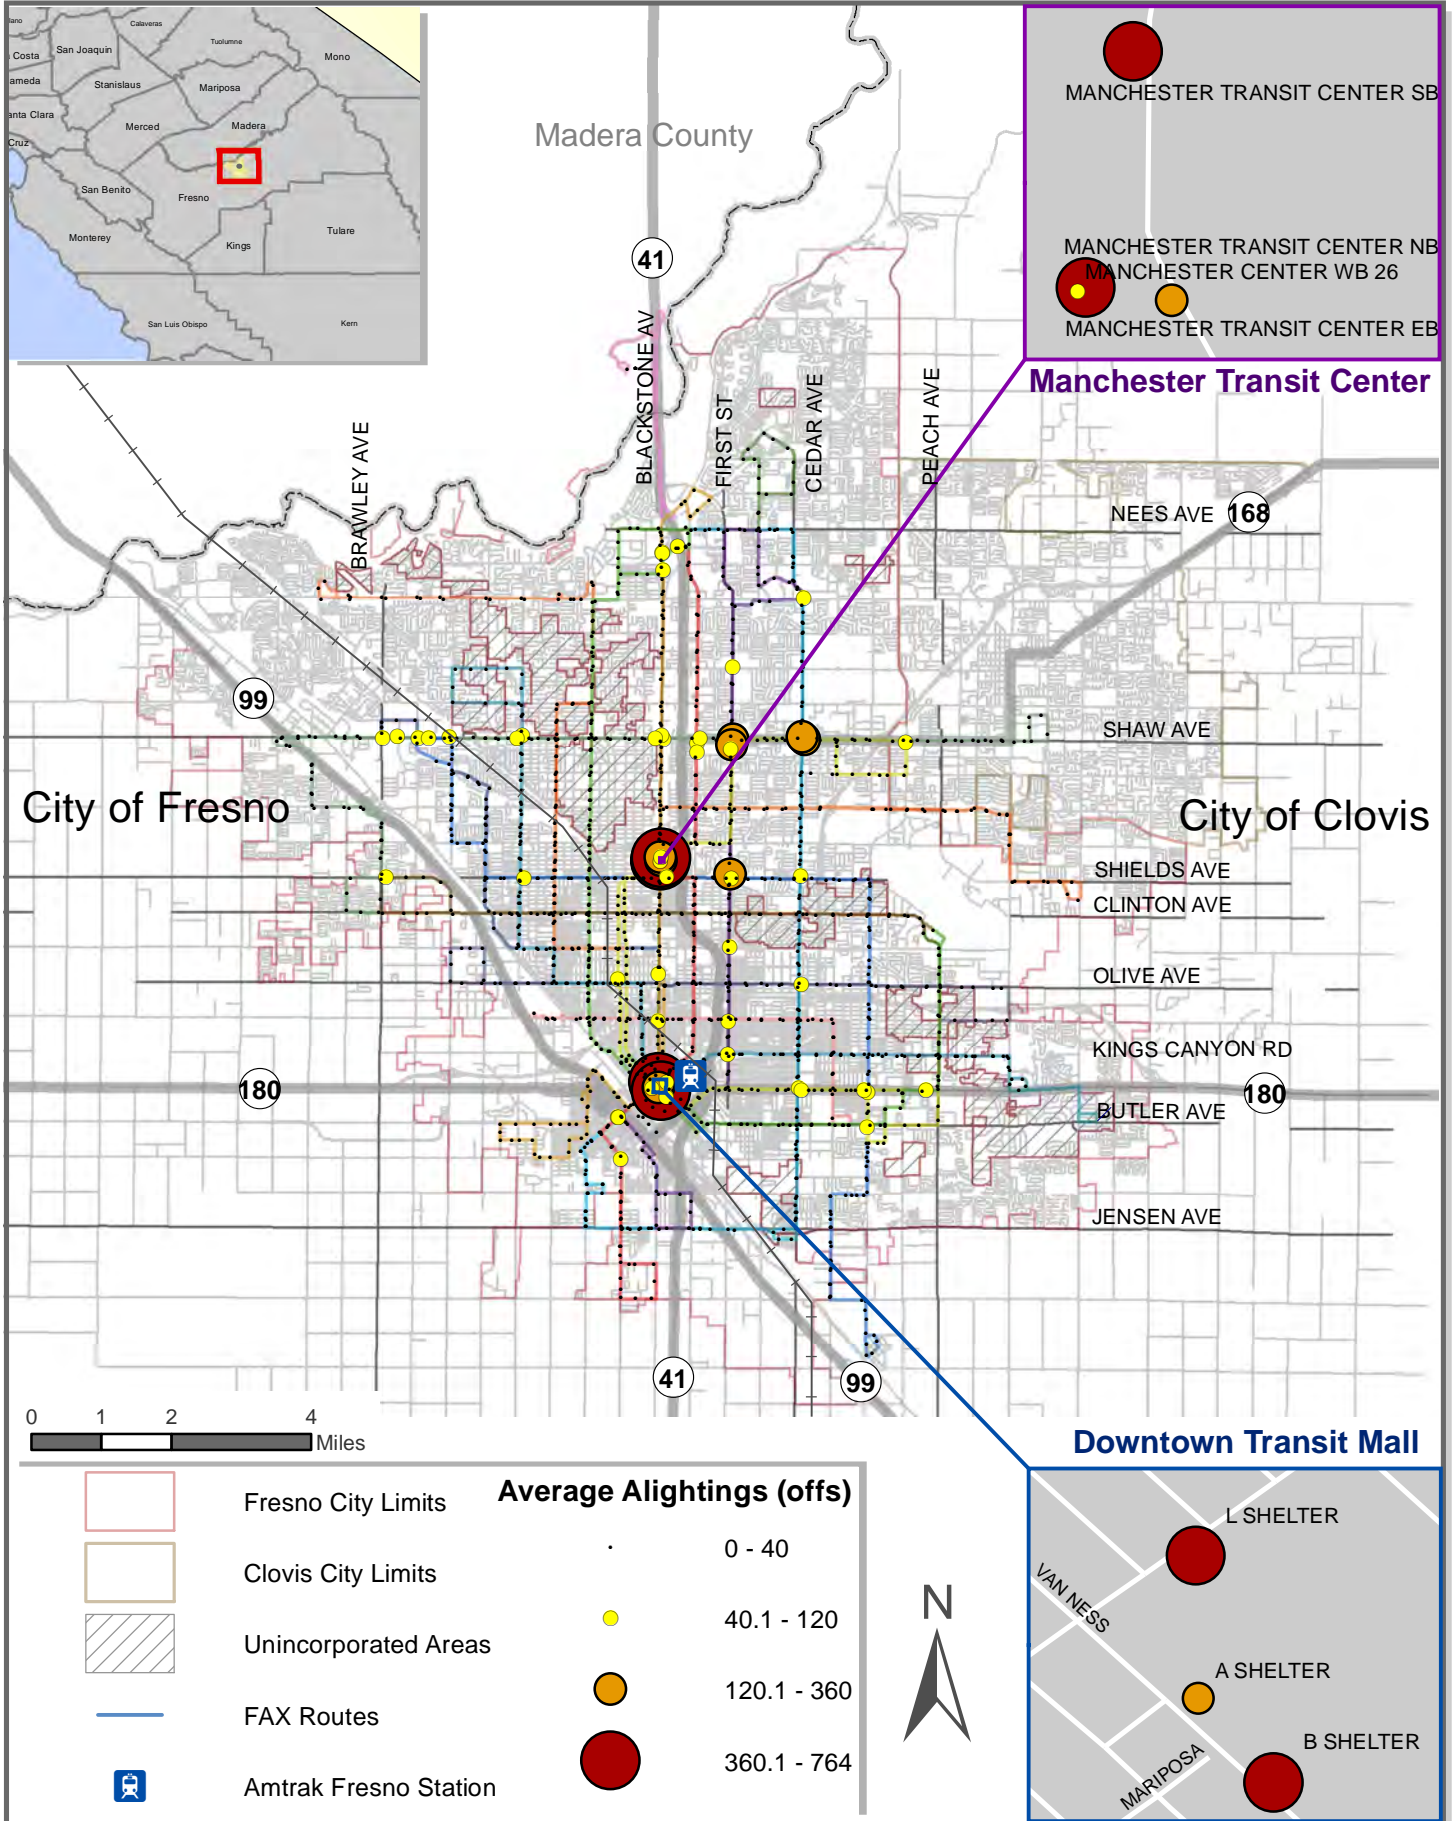 Calaveras
Tuolumne
Mono
San Joaquin
Costa
Stanislaus
Mariposa
ameda
anta Clara
Merced
Madera
Cruz
San Benito
Fresno
Tulare
Monterey
Kings
San Luis Obispo
Kern
Madera County
MANCHESTER TRANSIT CENTER SB
MANCHESTER TRANSIT CENTER NB
MANCHESTER CENTER WB 26
MANCHESTER TRANSIT CENTER EB
Manchester Transit Center
41
BLACKSTONE AV
FIRST ST
CEDAR AVE
PEACH AVE
BRAWLEY AVE
NEES AVE
168
99
SHAW AVE
City of Fresno
City of Clovis
SHIELDS AVE
CLINTON AVE
OLIVE AVE
KINGS CANYON RD
180
180
BUTLER AVE
JENSEN AVE
41
99
0 1 2 4
Miles
Downtown Transit Mall
L SHELTER
VAN NESS
A SHELTER
B SHELTER
MARIPOSA
Fresno City Limits
Clovis City Limits
Unincorporated Areas
FAX Routes
Amtrak Fresno Station
Average Alightings (offs)
0 - 40
40.1 - 120
120.1 - 360
360.1 - 764
N